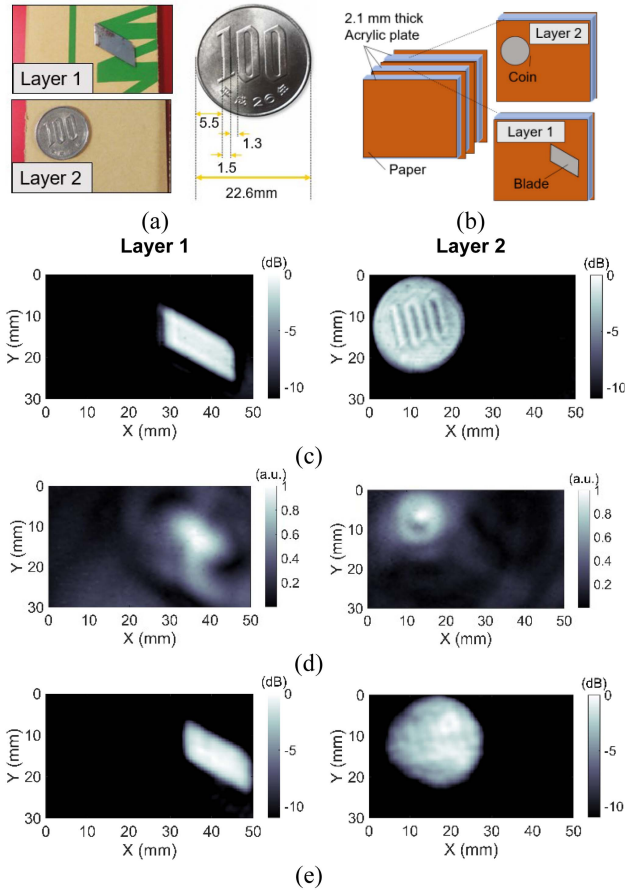 Layer 1
Layer 2
100
平成26年
5.5
1.3
1.5
22.6mm
(a)
2.1 mm thick
Acrylic plate
Paper
Layer 2
Coin
Layer 1
Blade
(b)
Layer 1
Layer 2
(dB)
0
-5
-10
0
10
20
30
Y (mm)
0 10 20 30 40 50
X (mm)
(dB)
0
-5
-10
0
10
20
30
Y (mm)
0 10 20 30 40 50
X (mm)
(c)
(a.u.)
1
0.8
0.6
0.4
0.2
0
10
20
30
Y (mm)
0 10 20 30 40 50
X (mm)
(a.u.)
1
0.8
0.6
0.4
0.2
0
10
20
30
Y (mm)
0 10 20 30 40 50
X (mm)
(d)
(dB)
0
-5
-10
0
10
20
30
Y (mm)
0 10 20 30 40 50
X (mm)
(dB)
0
-5
-10
0
10
20
30
Y (mm)
0 10 20 30 40 50
X (mm)
(e)